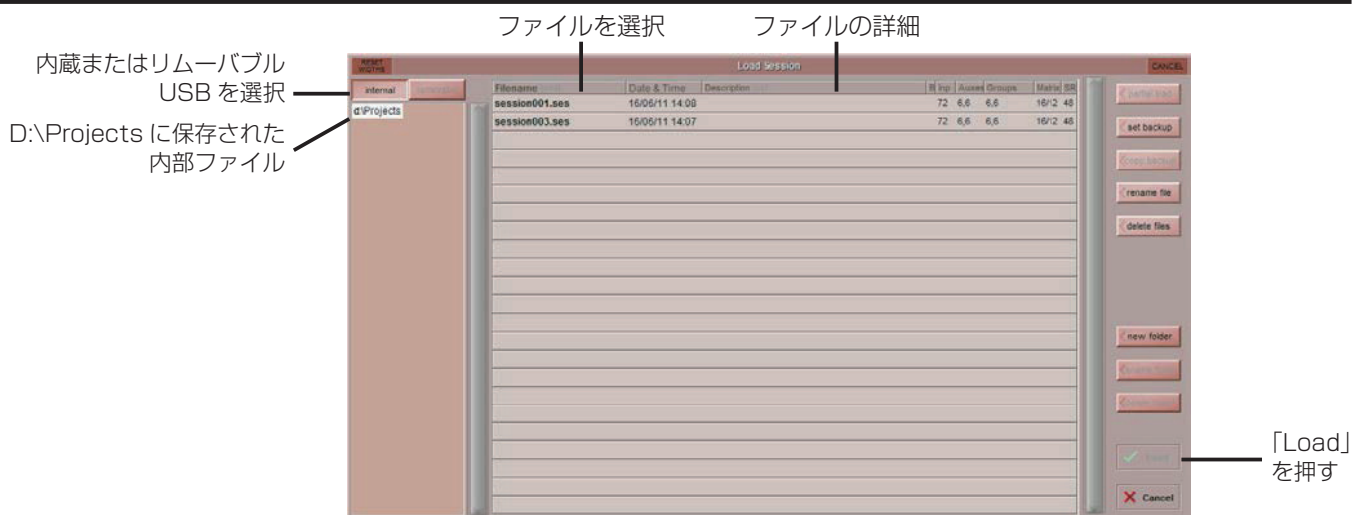 ファイルを選択
ファイルの詳細
内蔵またはリムーバブル
USB を選択
D:\Projects に保存された
内部ファイル
RESET
WIDTHS
Load Session
CANCEL
internal
d:\Projects
Filename Date & Time Description Inp Auxes Groups Matrix SR
session001.ses 16/06/11 14:08 72 6,6 6,6 16/12 48
session003.ses 16/06/11 14:07 72 6,6 6,6 16/12 48
partial load
set backup
copy backup
rename file
delete files
new folder
Load
Cancel
「Load」
を押す